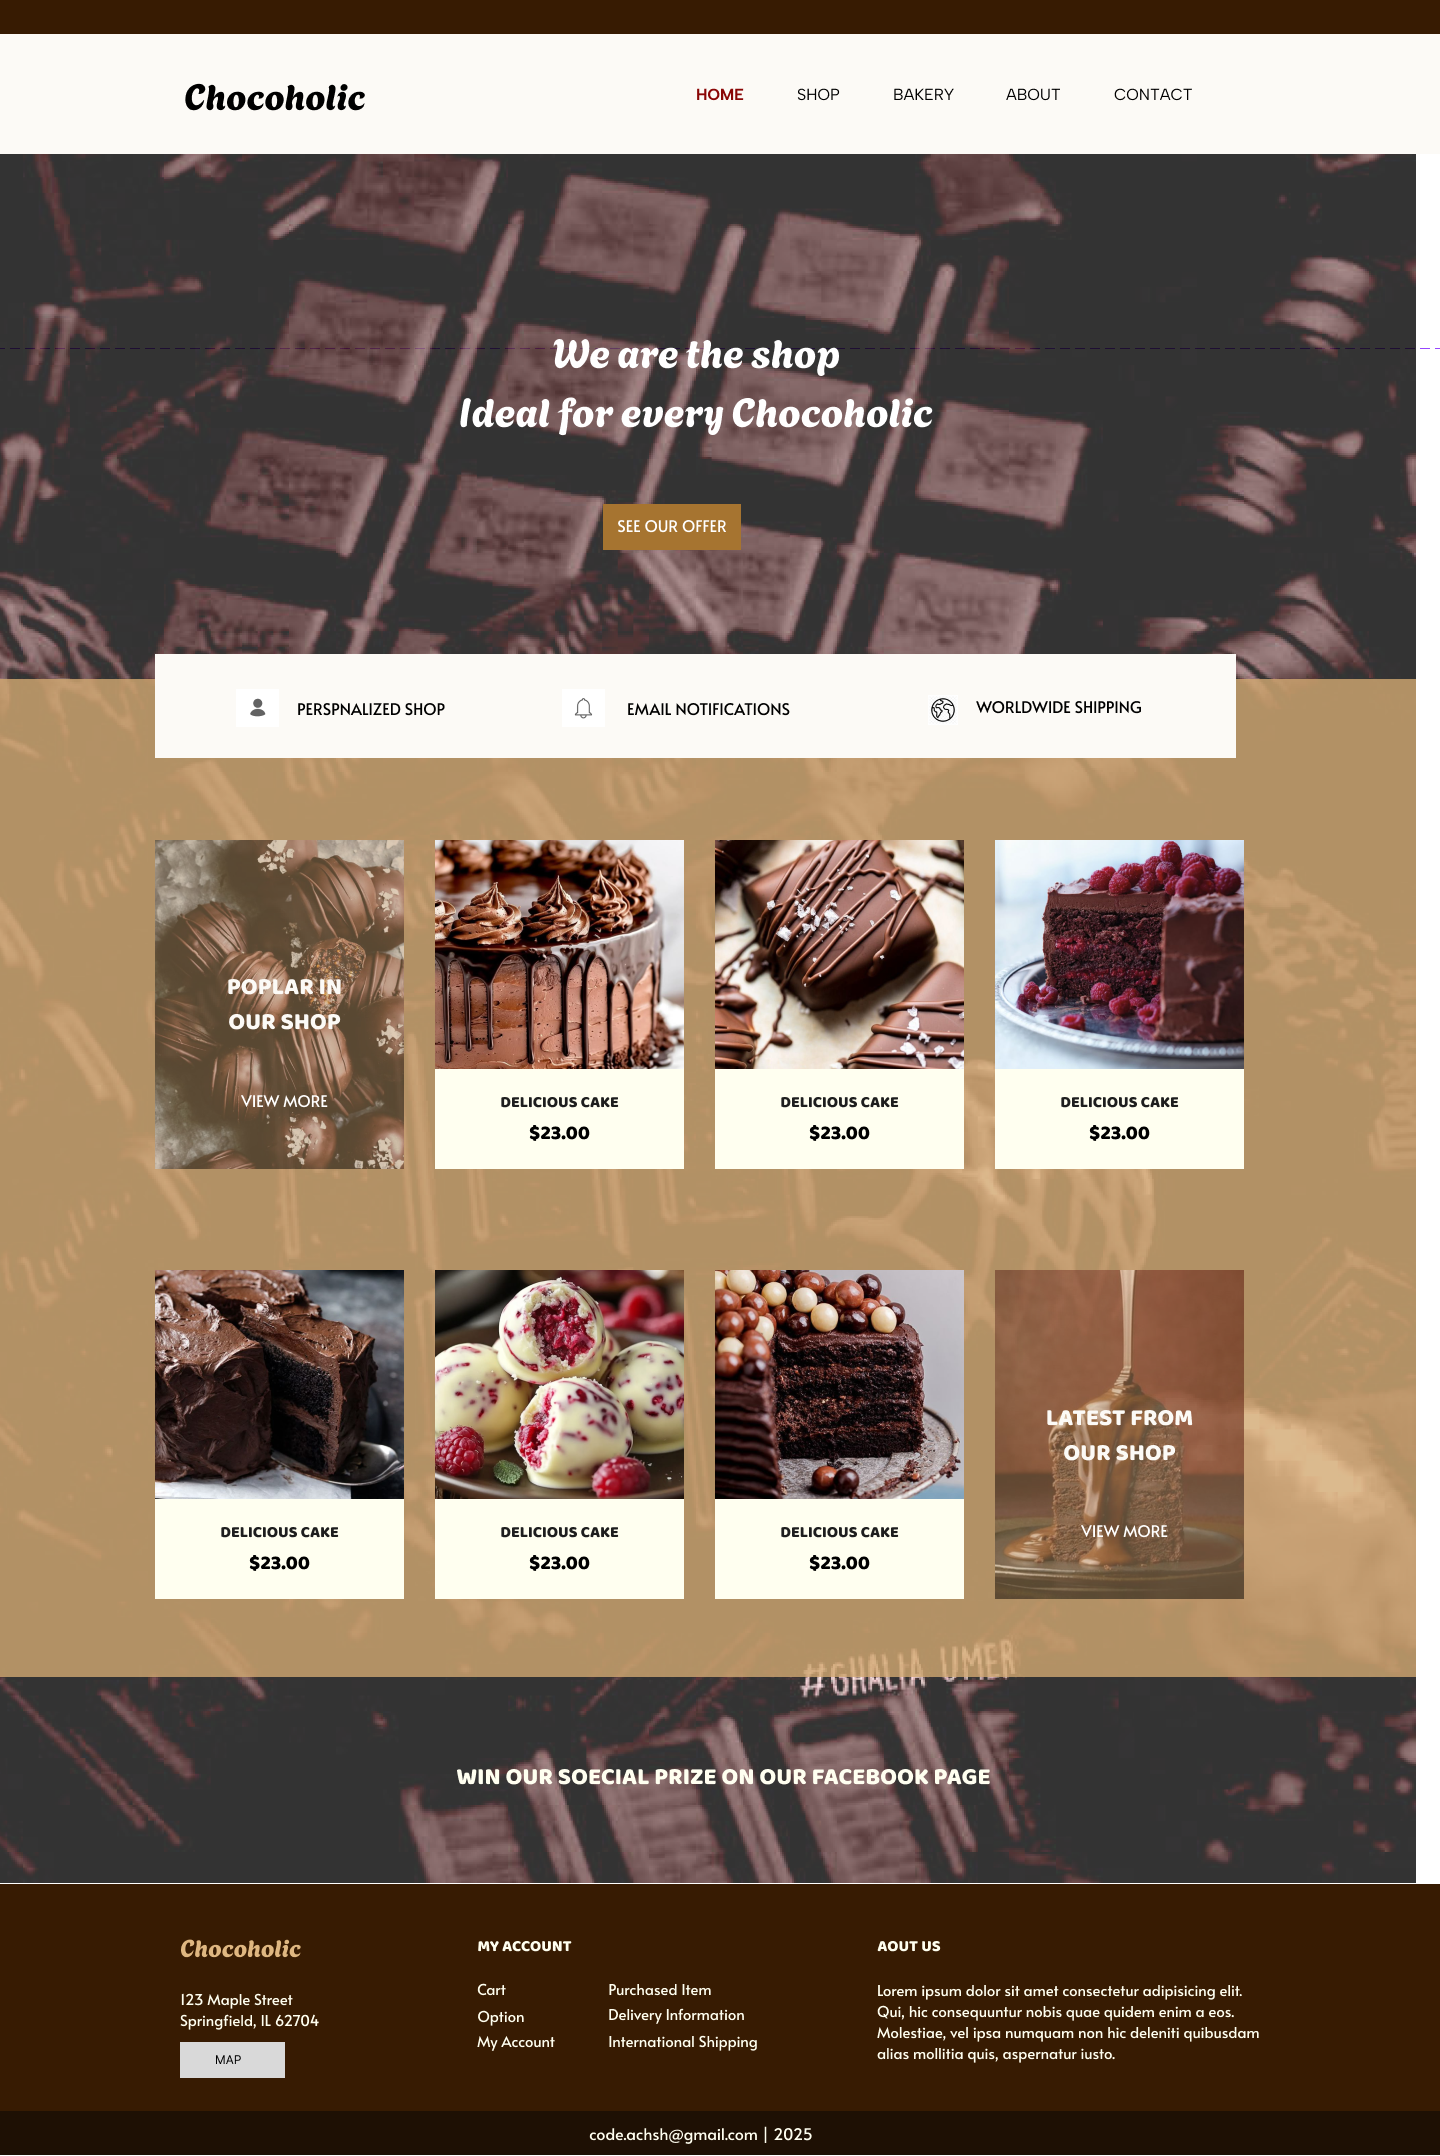 Chocoholic
HOME SHOP BAKERY ABOUT CONTACT
We are the shop
Ideal for every Chocoholic
SEE OUR OFFER
PERSPNALIZED SHOP
EMAIL NOTIFICATIONS
WORLDWIDE SHIPPING
POPLAR IN
OUR SHOP
VIEW MORE
DELICIOUS CAKE
$23.00
DELICIOUS CAKE
$23.00
DELICIOUS CAKE
$23.00
DELICIOUS CAKE
$23.00
DELICIOUS CAKE
$23.00
DELICIOUS CAKE
$23.00
LATEST FROM
OUR SHOP
VIEW MORE
#GHALIA UMER
WIN OUR SOECIAL PRIZE ON OUR FACEBOOK PAGE
Chocoholic
123 Maple Street
Springfield, IL 62704
MAP
MY ACCOUNT
Cart
Option
My Account
Purchased Item
Delivery Information
International Shipping
AOUT US
Lorem ipsum dolor sit amet consectetur adipisicing elit.
Qui, hic consequuntur nobis quae quidem enim a eos.
Molestiae, vel ipsa numquam non hic deleniti quibusdam
alias mollitia quis, aspernatur iusto.
code.achsh@gmail.com | 2025